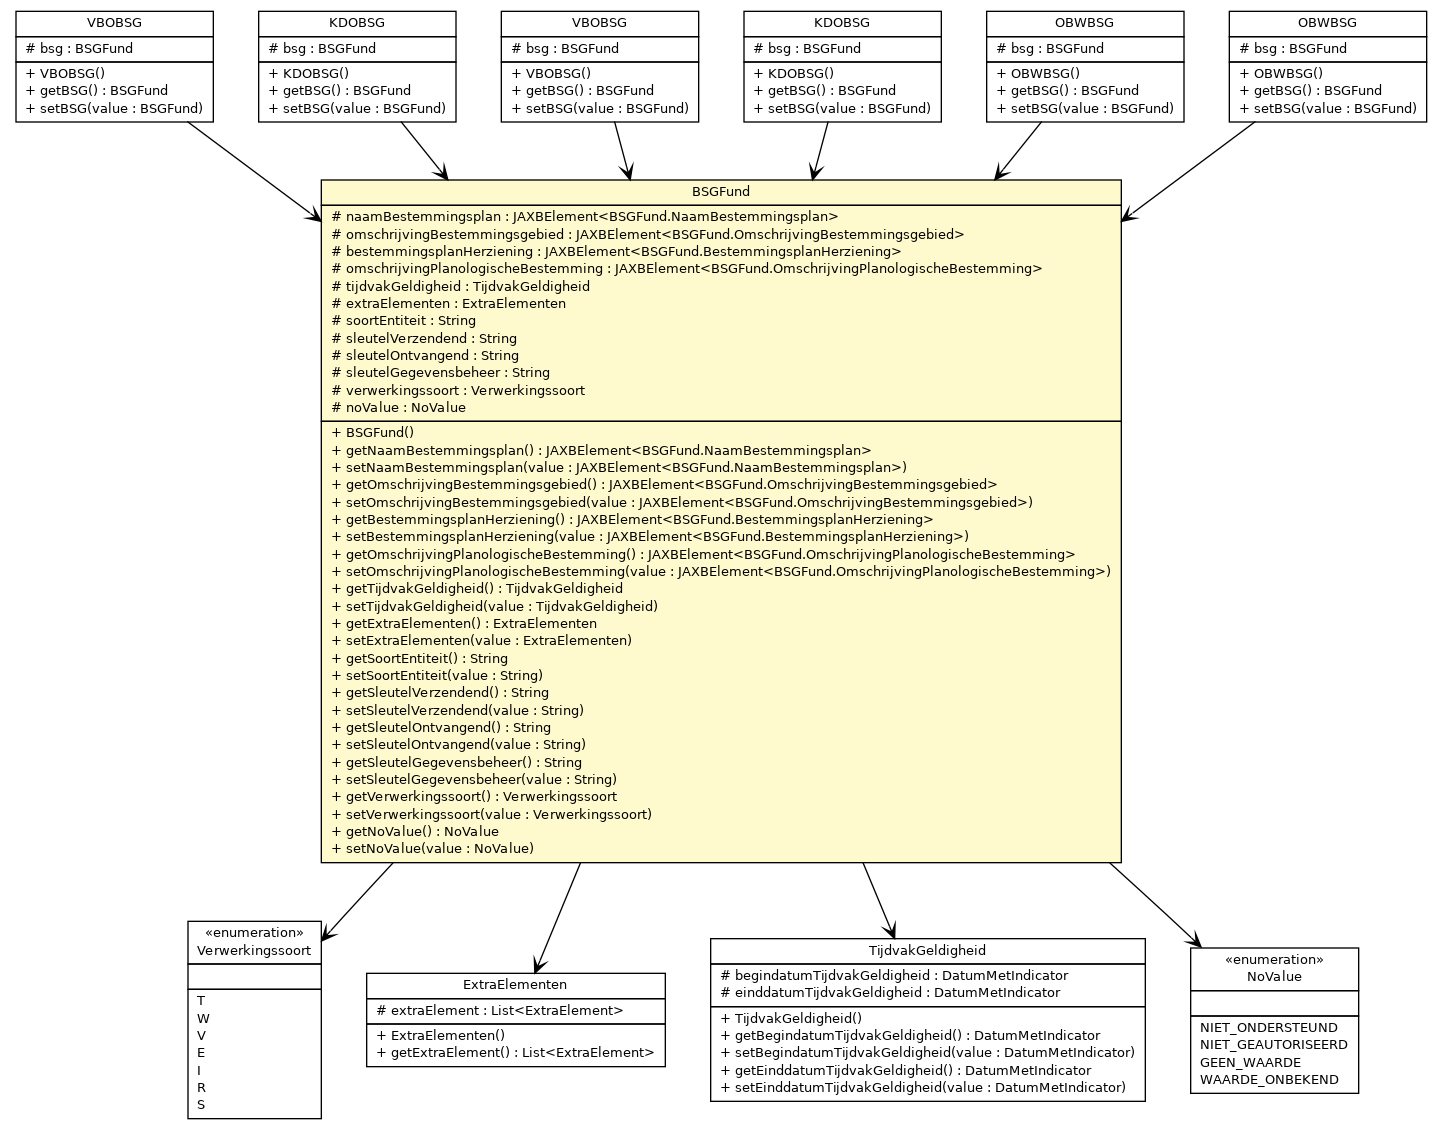 VBOBSG
# bsg : BSGFund
+ VBOBSG()
+ getBSG() : BSGFund
+ setBSG(value : BSGFund)
KDOBSG
# bsg : BSGFund
+ KDOBSG()
+ getBSG() : BSGFund
+ setBSG(value : BSGFund)
VBOBSG
# bsg : BSGFund
+ VBOBSG()
+ getBSG() : BSGFund
+ setBSG(value : BSGFund)
KDOBSG
# bsg : BSGFund
+ KDOBSG()
+ getBSG() : BSGFund
+ setBSG(value : BSGFund)
OBWBSG
# bsg : BSGFund
+ OBWBSG()
+ getBSG() : BSGFund
+ setBSG(value : BSGFund)
OBWBSG
# bsg : BSGFund
+ OBWBSG()
+ getBSG() : BSGFund
+ setBSG(value : BSGFund)
BSGFund
# naamBestemmingsplan : JAXBElement<BSGFund.NaamBestemmingsplan>
# omschrijvingBestemmingsgebied : JAXBElement<BSGFund.OmschrijvingBestemmingsgebied>
# bestemmingsplanHerziening : JAXBElement<BSGFund.BestemmingsplanHerziening>
# omschrijvingPlanologischeBestemming : JAXBElement<BSGFund.OmschrijvingPlanologischeBestemming>
# tijdvakGeldigheid : TijdvakGeldigheid
# extraElementen : ExtraElementen
# soortEntiteit : String
# sleutelVerzendend : String
# sleutelOntvangend : String
# sleutelGegevensbeheer : String
# verwerkingssoort : Verwerkingssoort
# noValue : NoValue
+ BSGFund()
+ getNaamBestemmingsplan() : JAXBElement<BSGFund.NaamBestemmingsplan>
+ setNaamBestemmingsplan(value : JAXBElement<BSGFund.NaamBestemmingsplan>)
+ getOmschrijvingBestemmingsgebied() : JAXBElement<BSGFund.OmschrijvingBestemmingsgebied>
+ setOmschrijvingBestemmingsgebied(value : JAXBElement<BSGFund.OmschrijvingBestemmingsgebied>)
+ getBestemmingsplanHerziening() : JAXBElement<BSGFund.BestemmingsplanHerziening>
+ setBestemmingsplanHerziening(value : JAXBElement<BSGFund.BestemmingsplanHerziening>)
+ getOmschrijvingPlanologischeBestemming() : JAXBElement<BSGFund.OmschrijvingPlanologischeBestemming>
+ setOmschrijvingPlanologischeBestemming(value : JAXBElement<BSGFund.OmschrijvingPlanologischeBestemming>)
+ getTijdvakGeldigheid() : TijdvakGeldigheid
+ setTijdvakGeldigheid(value : TijdvakGeldigheid)
+ getExtraElementen() : ExtraElementen
+ setExtraElementen(value : ExtraElementen)
+ getSoortEntiteit() : String
+ setSoortEntiteit(value : String)
+ getSleutelVerzendend() : String
+ setSleutelVerzendend(value : String)
+ getSleutelOntvangend() : String
+ setSleutelOntvangend(value : String)
+ getSleutelGegevensbeheer() : String
+ setSleutelGegevensbeheer(value : String)
+ getVerwerkingssoort() : Verwerkingssoort
+ setVerwerkingssoort(value : Verwerkingssoort)
+ getNoValue() : NoValue
+ setNoValue(value : NoValue)
«enumeration»
Verwerkingssoort
T
W
V
E
I
R
S
ExtraElementen
# extraElement : List<ExtraElement>
+ ExtraElementen()
+ getExtraElement() : List<ExtraElement>
TijdvakGeldigheid
# begindatumTijdvakGeldigheid : DatumMetIndicator
# einddatumTijdvakGeldigheid : DatumMetIndicator
+ TijdvakGeldigheid()
+ getBegindatumTijdvakGeldigheid() : DatumMetIndicator
+ setBegindatumTijdvakGeldigheid(value : DatumMetIndicator)
+ getEinddatumTijdvakGeldigheid() : DatumMetIndicator
+ setEinddatumTijdvakGeldigheid(value : DatumMetIndicator)
«enumeration»
NoValue
NIET_ONDERSTEUND
NIET_GEAUTORISEERD
GEEN_WAARDE
WAARDE_ONBEKEND